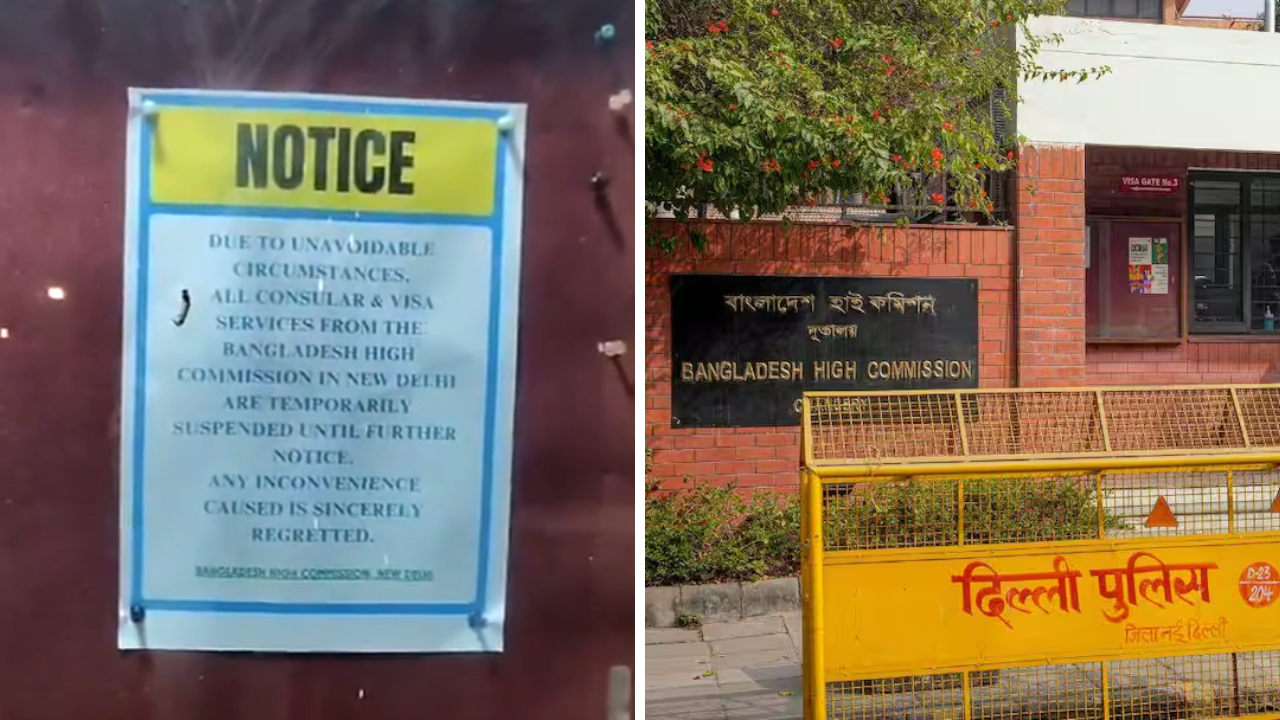 NOTICE
DUE TO UNAVOIDABLE
CIRCUMSTANCES,
ALL CONSULAR & VISA
SERVICES FROM THE
BANGLADESH HIGH
COMMISSION IN NEW DELHI
ARE TEMPORARILY
SUSPENDED UNTIL FURTHER
NOTICE.
ANY INCONVENIENCE
CAUSED IS SINCERELY
REGRETTED.
BANGLADESH HIGH COMMISSION, NEW DELHI
VISA GATE No.3
বাংলাদেশ হাই কমিশন
দূতালয়
BANGLADESH HIGH COMMISSION
दिल्ली पुलिस
D-23
204
जिला नई दिल्ली